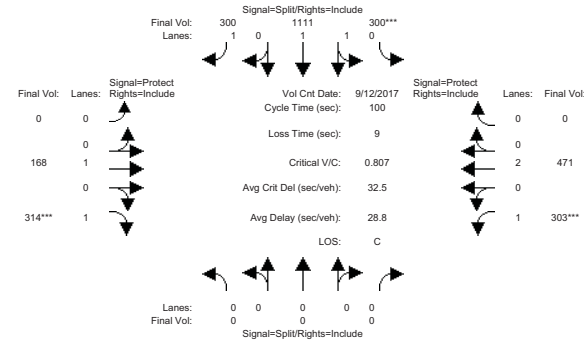 Signal=Split/Rights=Include
Final Vol: 300 1111 300***
Lanes: 1 0 1 1 0
Signal=Protect Signal=Protect
Final Vol: Lanes: Rights=Include Vol Cnt Date: 9/12/2017 Rights=Include Lanes: Final Vol:
Cycle Time (sec): 100
0 0 0 0
Loss Time (sec): 9
0 0
168 1 Critical V/C: 0.807 2 471
0 Avg Crit Del (sec/veh): 32.5 0
314*** 1 Avg Delay (sec/veh): 28.8 1 303***
LOS: C
Lanes: 0 0 0 0 0
Final Vol: 0 0 0
Signal=Split/Rights=Include